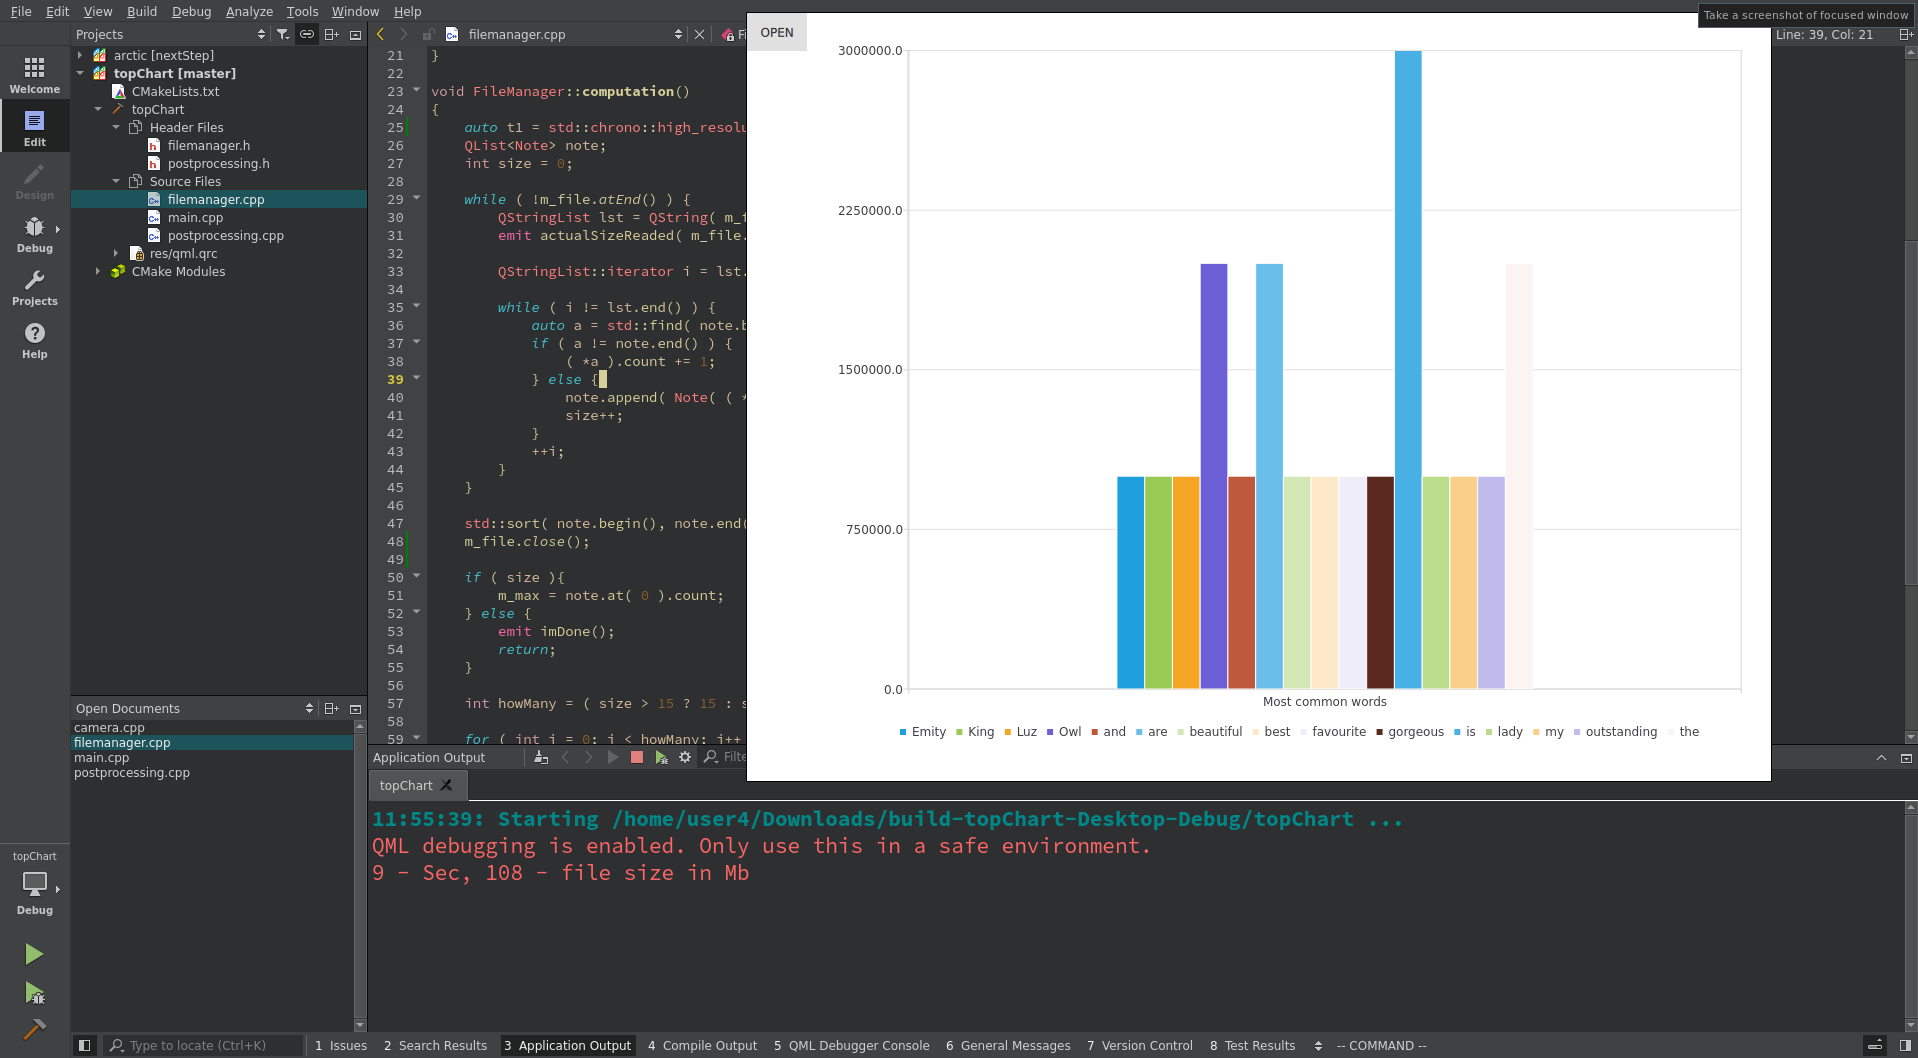 File Edit View Build Debug Analyze Tools Window Help
Take a screenshot of focused window
Projects
filemanager.cpp
Line: 39, Col: 21
Welcome
Edit
Design
Debug
Projects
Help
arctic [nextStep]
topChart [master]
CMakeLists.txt
topChart
Header Files
filemanager.h
postprocessing.h
Source Files
filemanager.cpp
main.cpp
postprocessing.cpp
res/qml.qrc
CMake Modules
Open Documents
camera.cpp
filemanager.cpp
main.cpp
postprocessing.cpp
topChart
Debug
21 }
22
23 void FileManager::computation()
24 {
25 auto t1 = std::chrono::high_resolu
26 QList<Note> note;
27 int size = 0;
28
29 while ( !m_file.atEnd() ) {
30 QStringList lst = QString( m_f
31 emit actualSizeReaded( m_file.
32
33 QStringList::iterator i = lst.
34
35 while ( i != lst.end() ) {
36 auto a = std::find( note.b
37 if ( a != note.end() ) {
38 ( *a ).count += 1;
39 } else {
40 note.append( Note( ( *
41 size++;
42 }
43 ++i;
44 }
45 }
46
47 std::sort( note.begin(), note.end(
48 m_file.close();
49
50 if ( size ){
51 m_max = note.at( 0 ).count;
52 } else {
53 emit imDone();
54 return;
55 }
56
57 int howMany = ( size > 15 ? 15 : s
58
59 for ( int i = 0; i < howMany; i++
OPEN
3000000.0
2250000.0
1500000.0
750000.0
0.0
Most common words
Emity King Luz Owl and are beautiful best favourite gorgeous is lady my outstanding the
Application Output
Filte
topChart
11:55:39: Starting /home/user4/Downloads/build-topChart-Desktop-Debug/topChart ...
QML debugging is enabled. Only use this in a safe environment.
9 - Sec, 108 - file size in Mb
Type to locate (Ctrl+K) 1 Issues 2 Search Results 3 Application Output 4 Compile Output 5 QML Debugger Console 6 General Messages 7 Version Control 8 Test Results -- COMMAND --